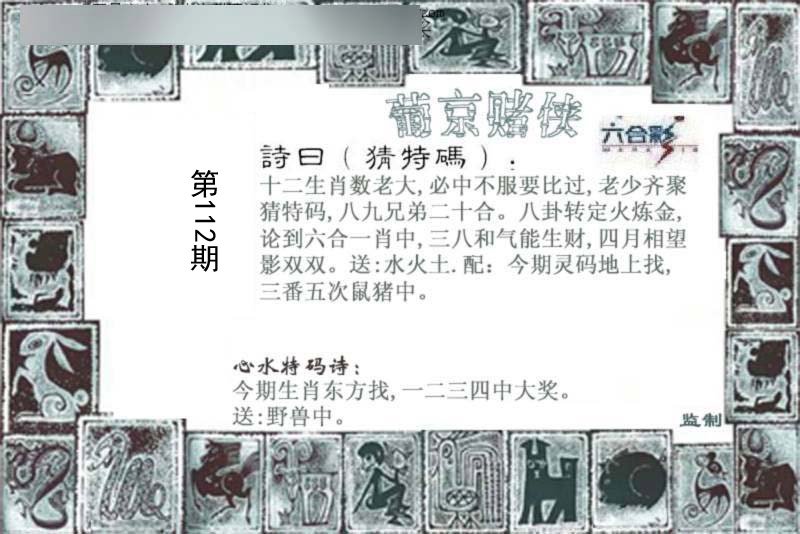 葡京赌侠
六合彩
詩曰（猜特碼）：
第112期
十二生肖数老大,必中不服要比过,老少齐聚
猜特码,八九兄弟二十合。八卦转定火炼金,
论到六合一肖中,三八和气能生财,四月相望
影双双。送:水火土.配：今期灵码地上找,
三番五次鼠猪中。
心水特码诗：
今期生肖东方找,一二三四中大奖。
送:野兽中。
监制